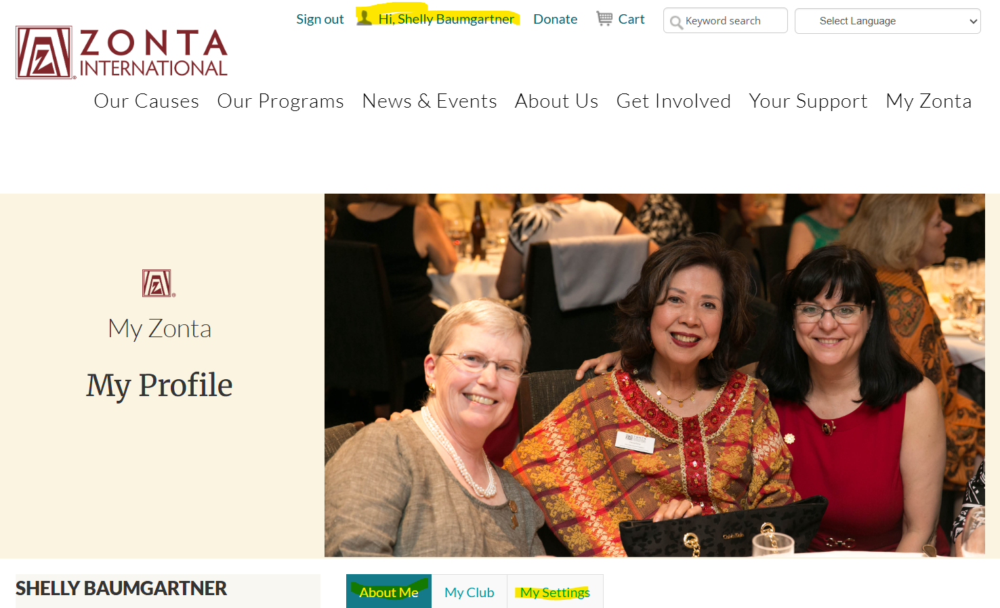 Sign out Hi, Shelly Baumgartner Donate Cart Keyword search Select Language
ZONTA
INTERNATIONAL
Our Causes Our Programs News & Events About Us Get Involved Your Support My Zonta
My Zonta
My Profile
ZONTA
SHELLY BAUMGARTNER
About Me My Club My Settings